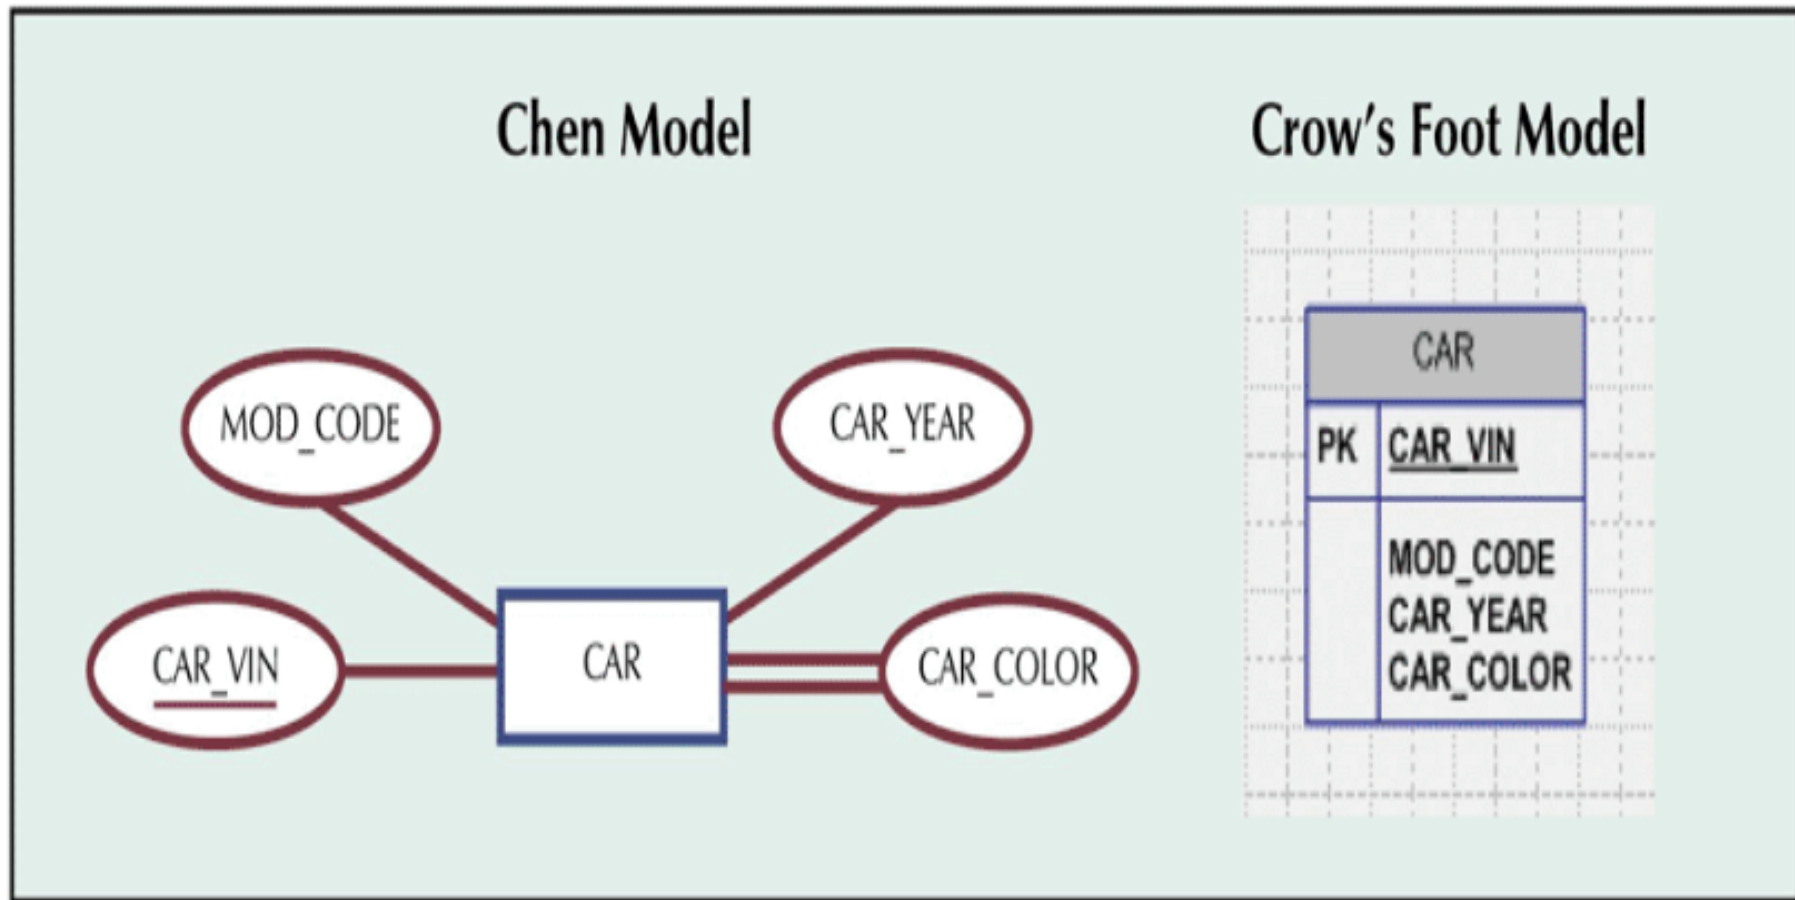 Chen Model
Crow's Foot Model
MOD_CODE
CAR_YEAR
CAR_VIN
CAR
CAR_COLOR
CAR
PK CAR_VIN
MOD_CODE
CAR_YEAR
CAR_COLOR